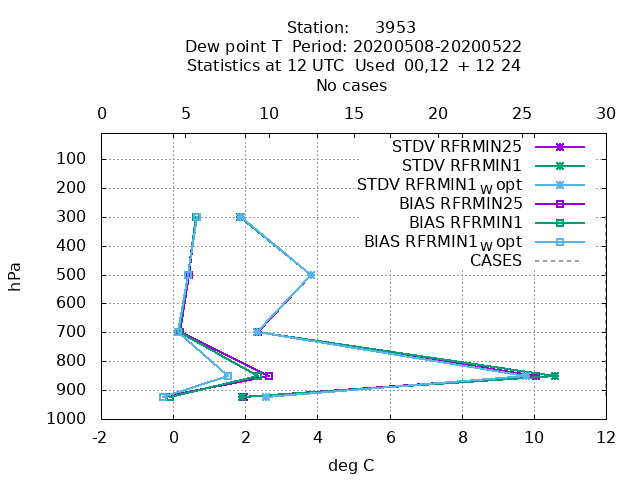 Station: 3953
Dew point T Period: 20200508-20200522
Statistics at 12 UTC Used 00,12 + 12 24
No cases
0 5 10 15 20 25 30
STDV RFRMIN25
STDV RFRMIN1
STDV RFRMIN1w opt
BIAS RFRMIN25
BIAS RFRMIN1
BIAS RFRMIN1w opt
CASES
100
200
300
400
500
600
700
800
900
1000
hPa
-2 0 2 4 6 8 10 12
deg C